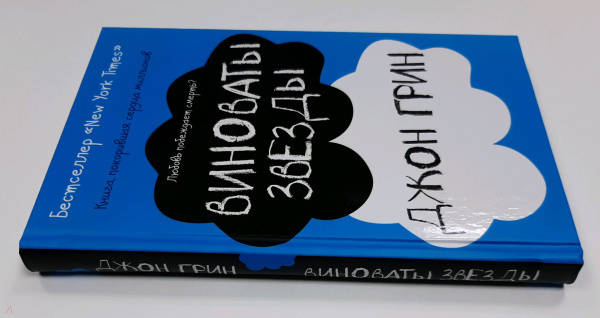 Бестселлер «New York Times»
Книга, покорившая сердца миллионов
Любовь побеждает смерть?
ВИНОВАТЫ
ЗВЕЗДЫ
ДЖОН ГРИН
ДЖОН ГРИН ВИНОВАТЫ ЗВЕЗДЫ